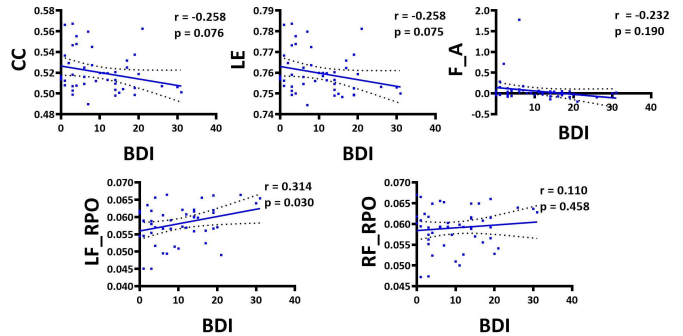 r = -0.258
p = 0.076
0.58
0.56
0.54
0.52
0.50
0.48
CC
0 10 20 30 40
BDI
r = -0.258
p = 0.075
0.79
0.78
0.77
0.76
0.75
0.74
LE
0 10 20 30 40
BDI
r = -0.232
p = 0.190
2.0
1.5
1.0
0.5
0.0
-0.5
F_A
40
BDI
r = 0.314
p = 0.030
0.070
0.065
0.060
0.055
0.050
0.045
0.040
LF_RPO
0 10 20 30 40
BDI
r = 0.110
p = 0.458
0.070
0.065
0.060
0.055
0.050
0.045
RF_RPO
0 10 20 30 40
BDI